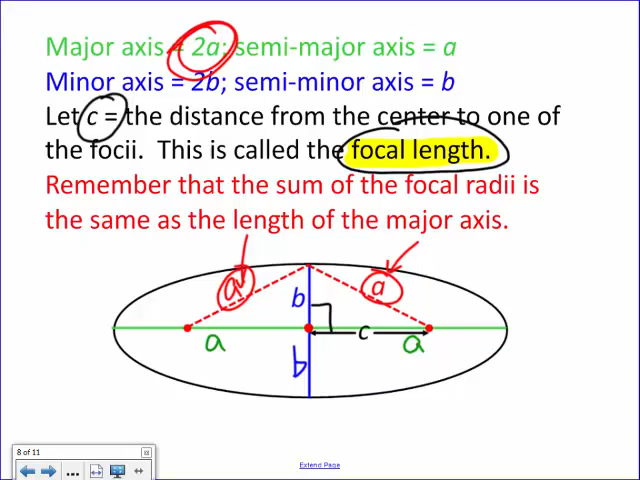 Major axis = 2a; semi-major axis = a
Minor axis = 2b; semi-minor axis = b
Let c = the distance from the center to one of
the focii. This is called the focal length.
Remember that the sum of the focal radii is
the same as the length of the major axis.
a a
b
c
a a
b
8 of 11
Extend Page